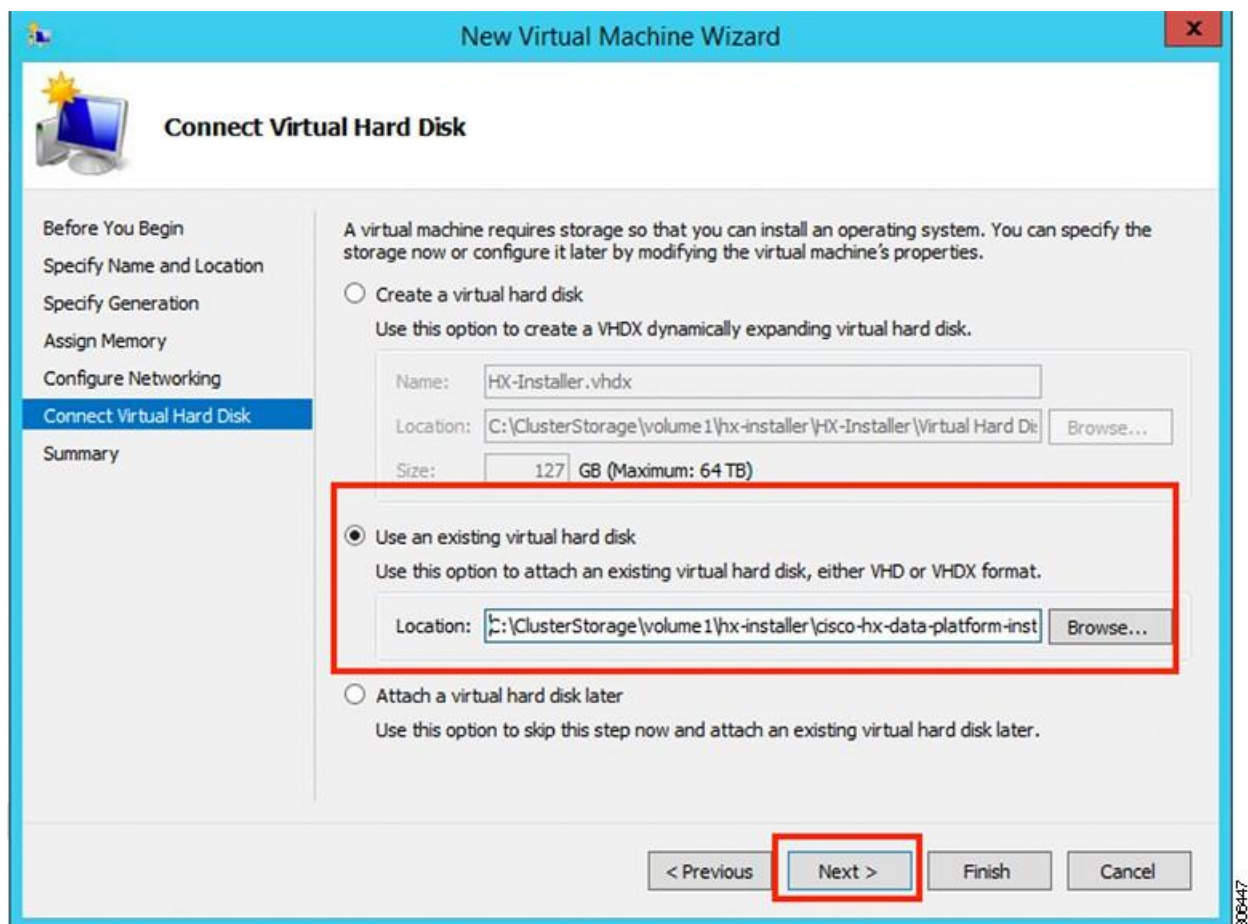 New Virtual Machine Wizard
x
Connect Virtual Hard Disk
Before You Begin
Specify Name and Location
Specify Generation
Assign Memory
Configure Networking
Connect Virtual Hard Disk
Summary
A virtual machine requires storage so that you can install an operating system. You can specify the
storage now or configure it later by modifying the virtual machine's properties.
Create a virtual hard disk
Use this option to create a VHDX dynamically expanding virtual hard disk.
Name: HX-Installer.vhdx
Location: C:\ClusterStorage\volume1\hx-installer\HX-Installer\Virtual Hard Di Browse...
Size: 127 GB (Maximum: 64 TB)
Use an existing virtual hard disk
Use this option to attach an existing virtual hard disk, either VHD or VHDX format.
Location: C:\ClusterStorage\volume1\hx-installer\cisco-hx-data-platform-inst Browse...
Attach a virtual hard disk later
Use this option to skip this step now and attach an existing virtual hard disk later.
< Previous Next > Finish Cancel